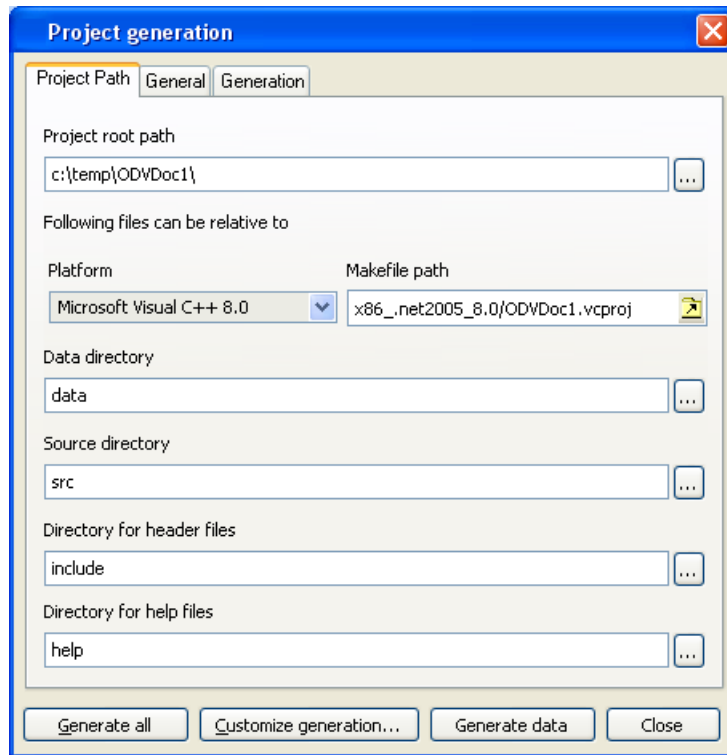 Project generation
Project Path General Generation
Project root path
c:\temp\ODVDoc1\
...
Following files can be relative to
Platform Makefile path
Microsoft Visual C++ 8.0 x86_.net2005_8.0/ODVDoc1.vcproj
Data directory
data ...
Source directory
src ...
Directory for header files
include ...
Directory for help files
help ...
Generate all Customize generation... Generate data Close